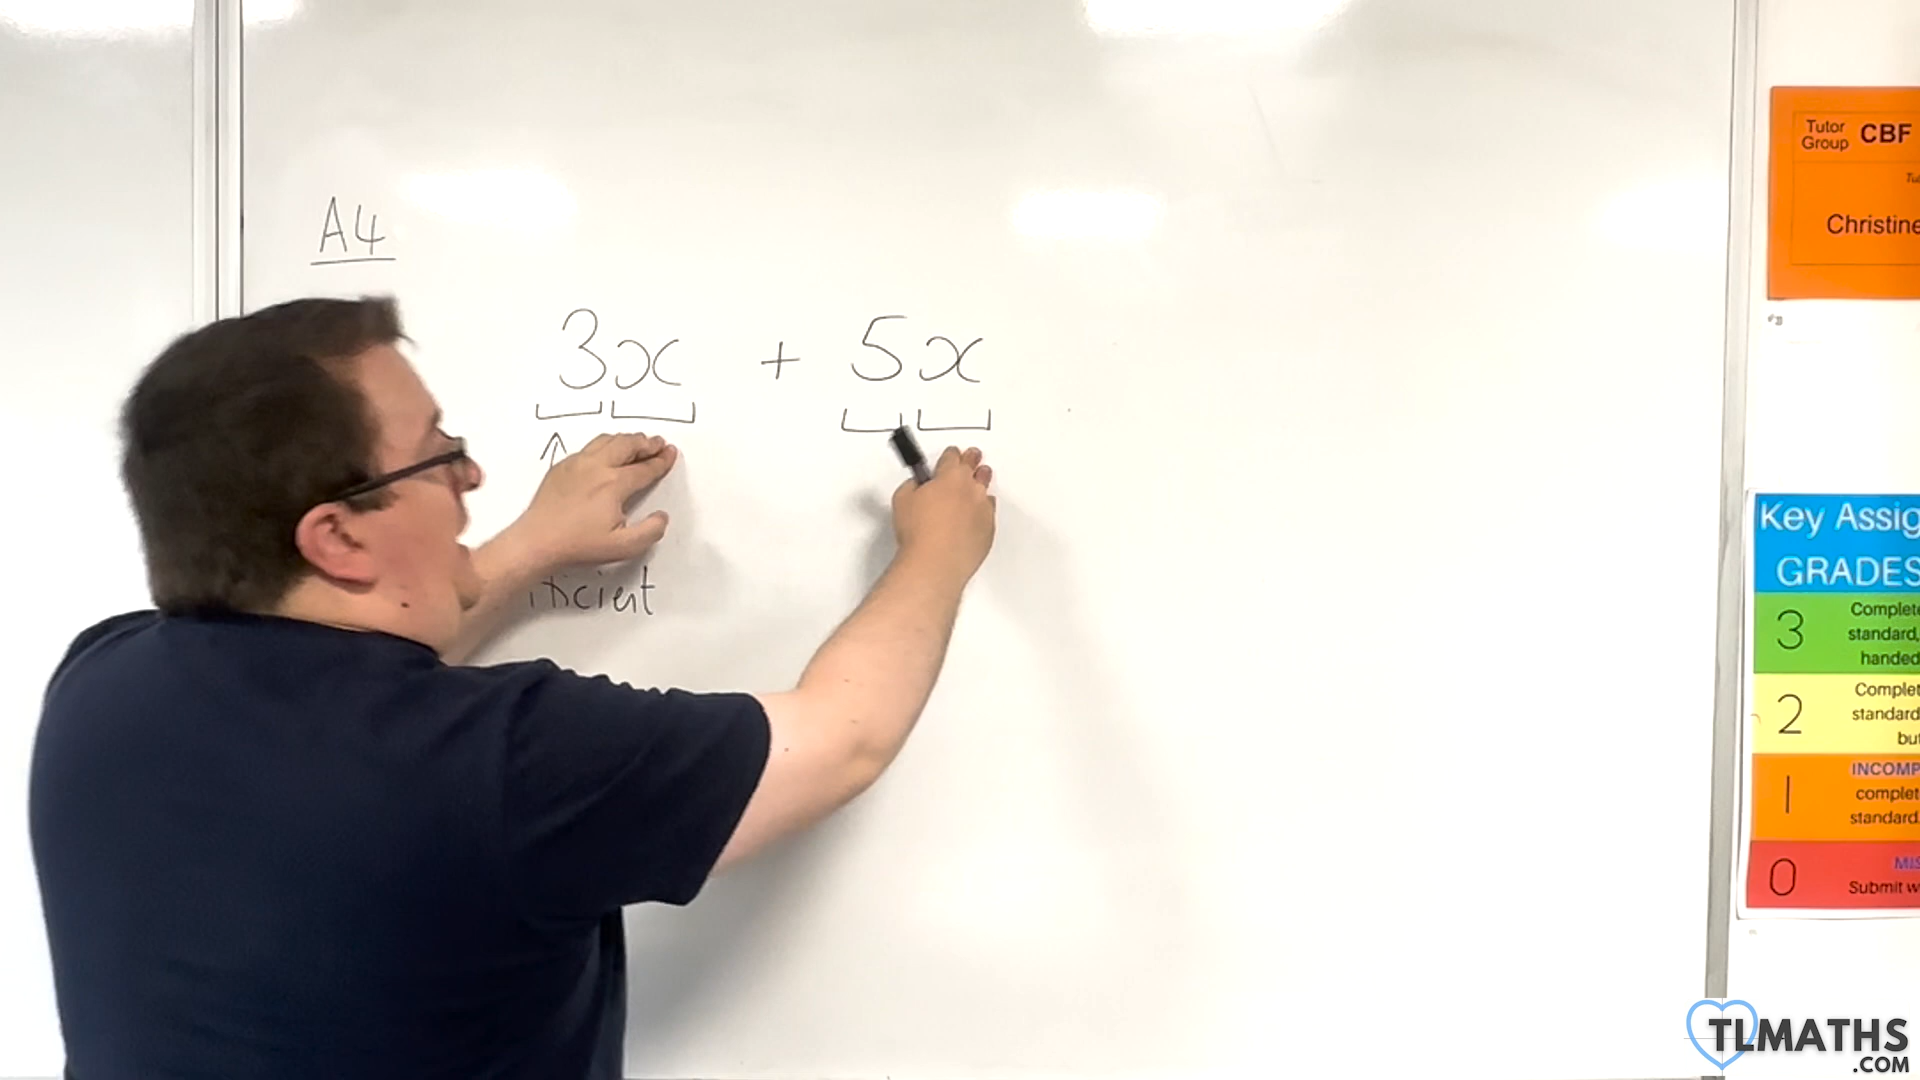 A4
3x + 5x
Tutor Group CBF
Christine
Key Assig
GRADES
3 Complete
standard,
handed
2 Complet
standard
but
1 INCOMP
complet
standard.
0 MIS
Submit w
TLMATHS
.COM